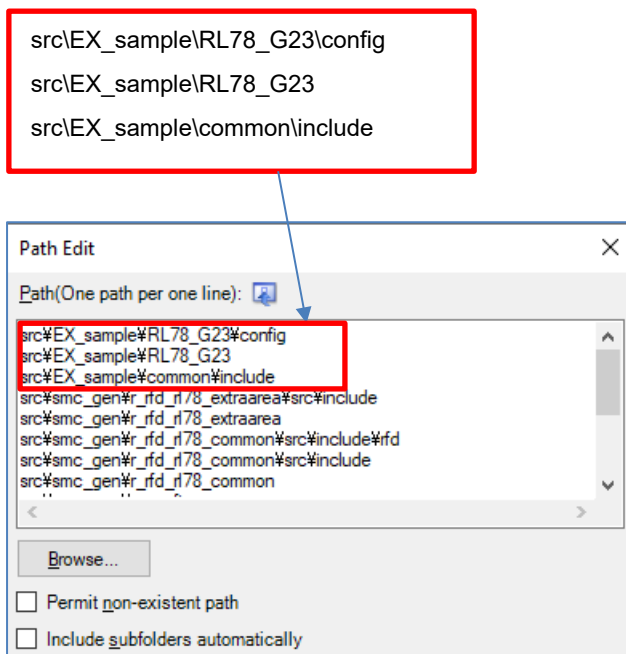 src\EX_sample\RL78_G23\config
src\EX_sample\RL78_G23
src\EX_sample\common\include
Path Edit
Path(One path per one line):
src¥EX_sample¥RL78_G23¥config
src¥EX_sample¥RL78_G23
src¥EX_sample¥common¥include
src¥smc_gen¥r_rfd_rl78_extraarea¥src¥include
src¥smc_gen¥r_rfd_rl78_extraarea
src¥smc_gen¥r_rfd_rl78_common¥src¥include¥rfd
src¥smc_gen¥r_rfd_rl78_common¥src¥include
src¥smc_gen¥r_rfd_rl78_common
Browse...
Permit non-existent path
Include subfolders automatically